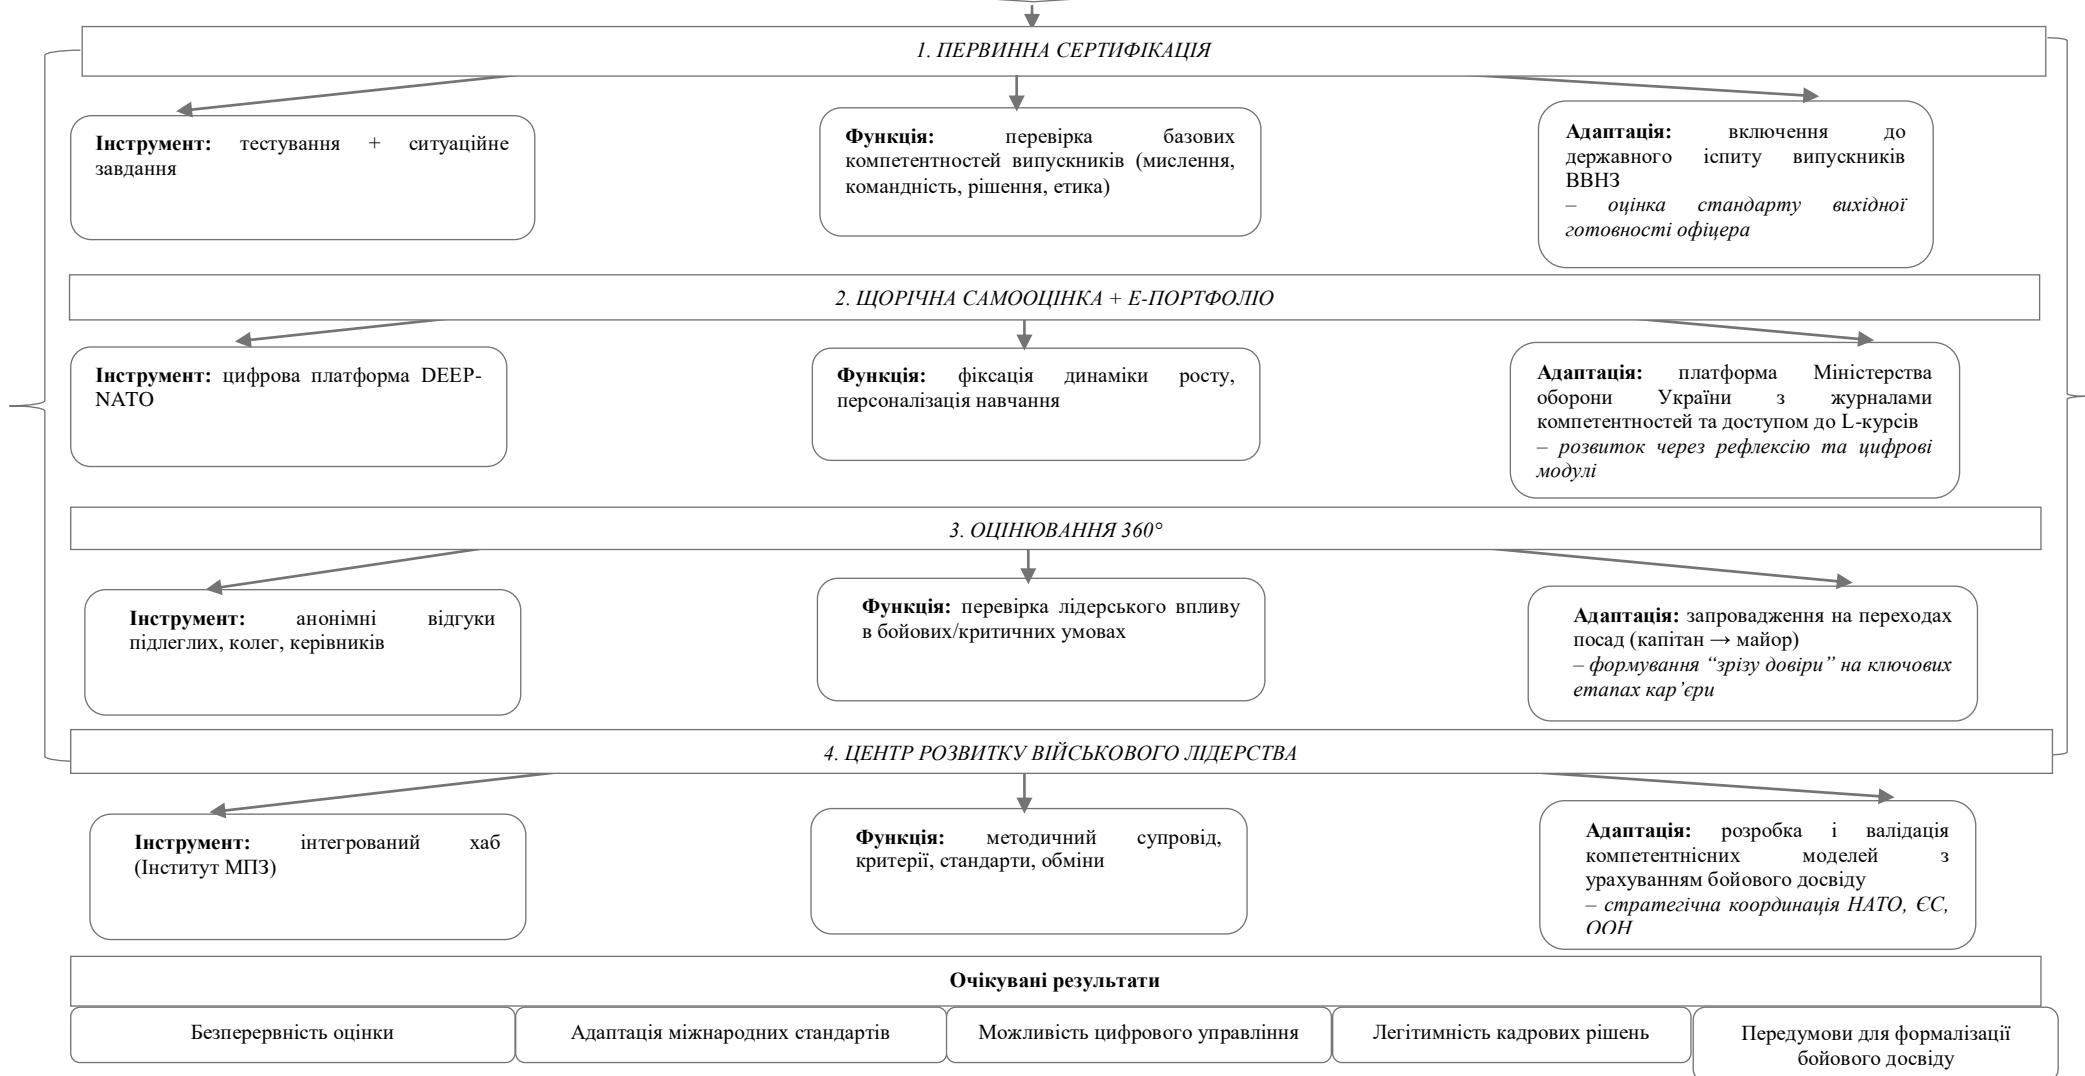 1. ПЕРВИННА СЕРТИФІКАЦІЯ
Інструмент: тестування + ситуаційне
завдання
Функція: перевірка базових
компетентностей випускників (мислення,
командність, рішення, етика)
Адаптація: включення до
державного іспиту випускників
ВВНЗ
– оцінка стандарту вихідної
готовності офіцера
2. ЩОРІЧНА САМООЦІНКА + Е-ПОРТФОЛІО
Інструмент: цифрова платформа DEEP-
NATO
Функція: фіксація динаміки росту,
персоналізація навчання
Адаптація: платформа Міністерства
оборони України з журналами
компетентностей та доступом до L-курсів
– розвиток через рефлексію та цифрові
модулі
3. ОЦІНЮВАННЯ 360°
Інструмент: анонімні відгуки
підлеглих, колег, керівників
Функція: перевірка лідерського впливу
в бойових/критичних умовах
Адаптація: запровадження на переходах
посад (капітан → майор)
– формування “зрізу довіри” на ключових
етапах кар’єри
4. ЦЕНТР РОЗВИТКУ ВІЙСЬКОВОГО ЛІДЕРСТВА
Інструмент: інтегрований хаб
(Інститут МПЗ)
Функція: методичний супровід,
критерії, стандарти, обміни
Адаптація: розробка і валідація
компетентнісних моделей з
урахуванням бойового досвіду
– стратегічна координація НАТО, ЄС,
ООН
Очікувані результати
Безперервність оцінки
Адаптація міжнародних стандартів
Можливість цифрового управління
Легітимність кадрових рішень
Передумови для формалізації
бойового досвіду